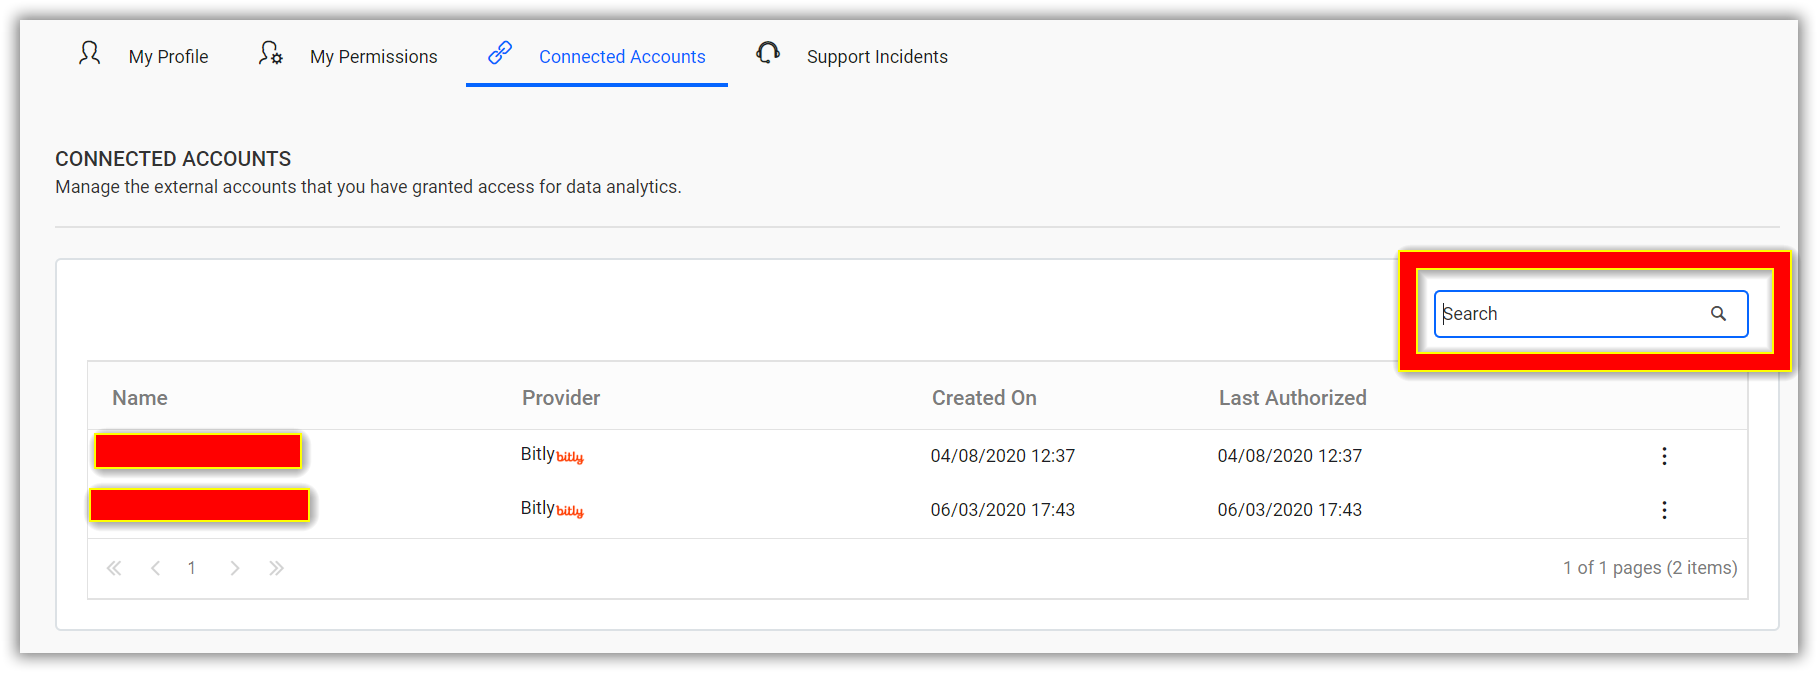 My Profile My Permissions Connected Accounts Support Incidents
CONNECTED ACCOUNTS
Manage the external accounts that you have granted access for data analytics.
Search
Name Provider Created On Last Authorized
Bitly bitly 04/08/2020 12:37 04/08/2020 12:37
Bitly bitly 06/03/2020 17:43 06/03/2020 17:43
1 1 of 1 pages (2 items)